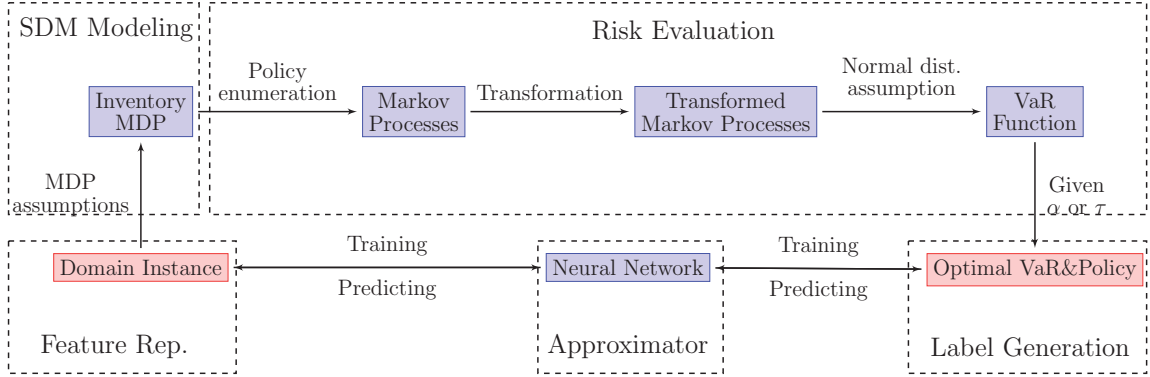 SDM Modeling
Risk Evaluation
Policy
enumeration
Normal dist.
assumption
Inventory
MDP
Markov
Processes
Transformation
Transformed
Markov Processes
VaR
Function
MDP
assumptions
Given
α or τ
Domain Instance
Training
Predicting
Neural Network
Training
Predicting
Optimal VaR&Policy
Feature Rep.
Approximator
Label Generation